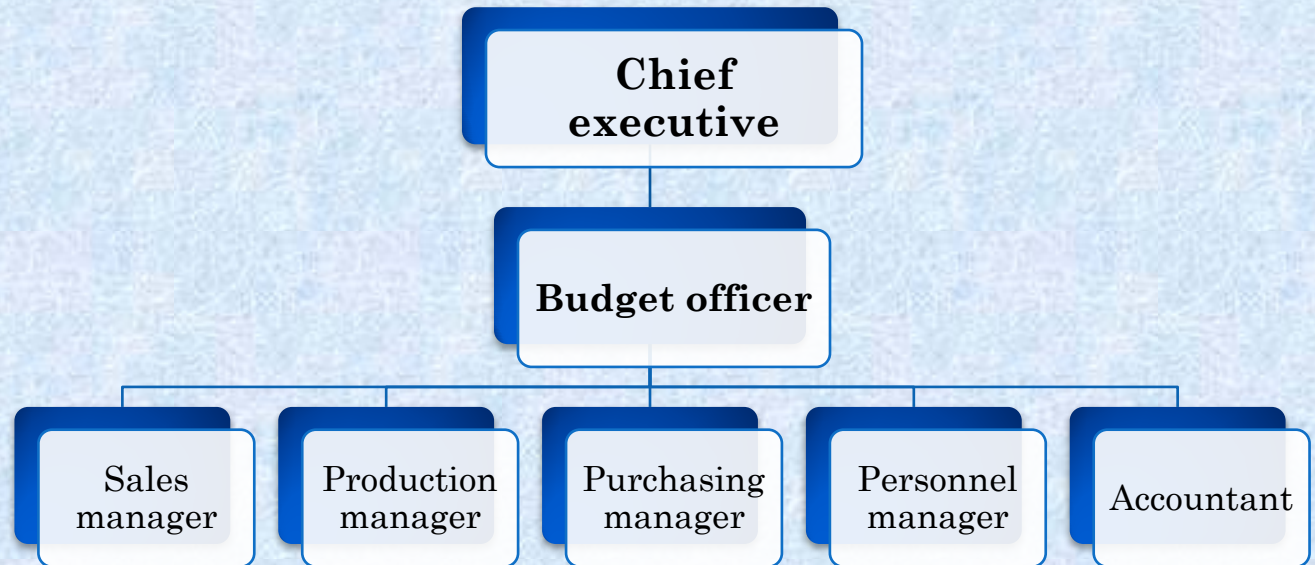 Chief
executive
Budget officer
Sales
manager
Production
manager
Purchasing
manager
Personnel
manager
Accountant